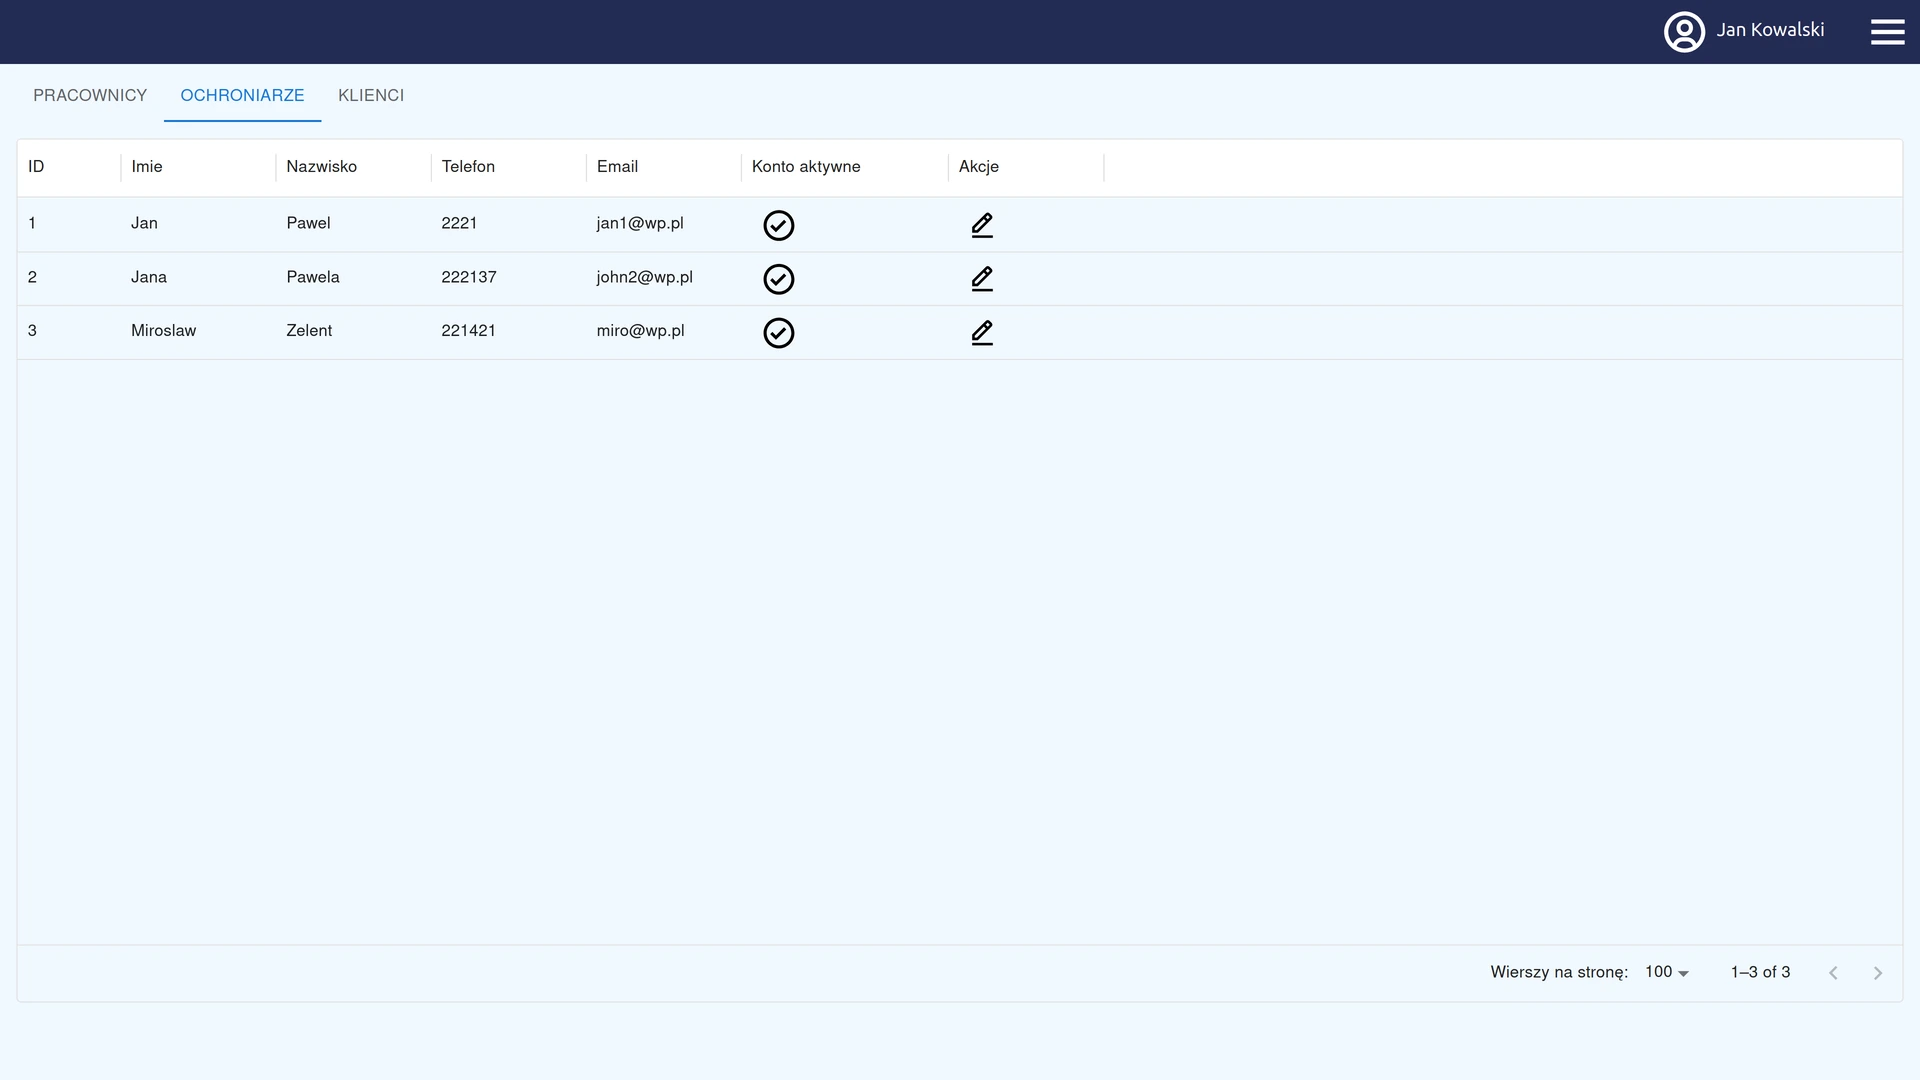 Jan Kowalski
PRACOWNICY OCHRONIARZE KLIENCI
ID Imie Nazwisko Telefon Email Konto aktywne Akcje
1 Jan Pawel 2221 jan1@wp.pl
2 Jana Pawela 222137 john2@wp.pl
3 Miroslaw Zelent 221421 miro@wp.pl
Wierszy na stronę: 100 1–3 of 3